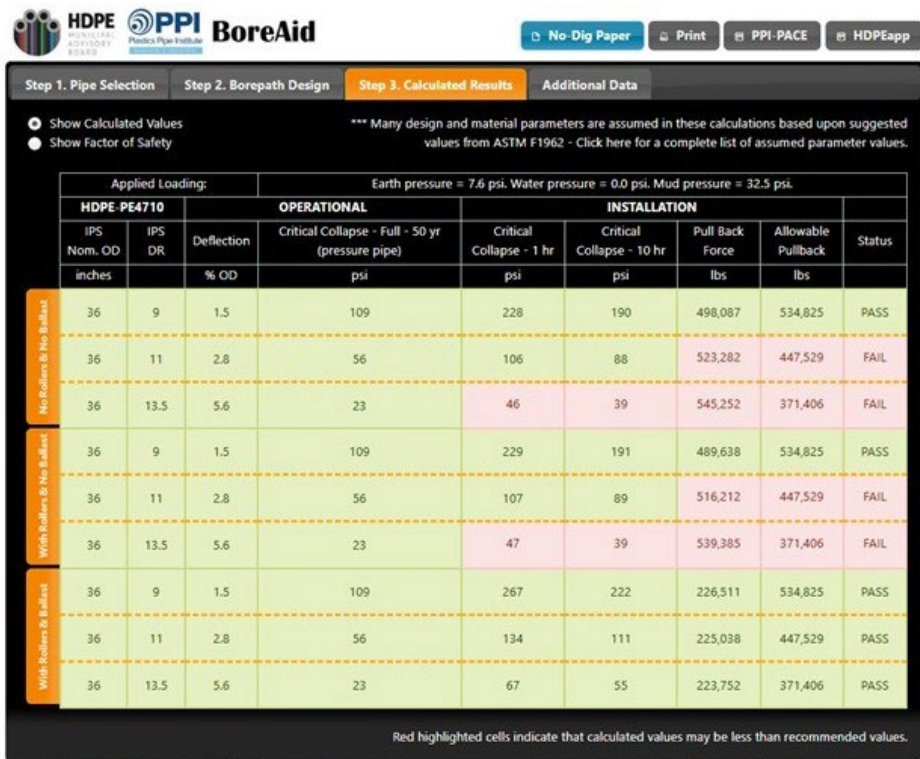 HDPE
MUNICIPAL
ADVISORY
BOARD
PPI
Plastics Pipe Institute
BoreAid
No-Dig Paper
Print
PPI-PACE
HDPEapp
Step 1. Pipe Selection Step 2. Borepath Design Step 3. Calculated Results Additional Data
Show Calculated Values
Show Factor of Safety
*** Many design and material parameters are assumed in these calculations based upon suggested
values from ASTM F1962 - Click here for a complete list of assumed parameter values.
Applied Loading: Earth pressure = 7.6 psi. Water pressure = 0.0 psi. Mud pressure = 32.5 psi.
HDPE-PE4710 OPERATIONAL INSTALLATION
IPS Nom. OD IPS DR Deflection Critical Collapse - Full - 50 yr (pressure pipe) Critical Collapse - 1 hr Critical Collapse - 10 hr Pull Back Force Allowable Pullback Status
inches % OD psi psi psi lbs lbs
No Rollers & No Ballast
36 9 1.5 109 228 190 498,087 534,825 PASS
36 11 2.8 56 106 88 523,282 447,529 FAIL
36 13.5 5.6 23 46 39 545,252 371,406 FAIL
With Rollers & No Ballast
36 9 1.5 109 229 191 489,638 534,825 PASS
36 11 2.8 56 107 89 516,212 447,529 FAIL
36 13.5 5.6 23 47 39 539,385 371,406 FAIL
With Rollers & Ballast
36 9 1.5 109 267 222 226,511 534,825 PASS
36 11 2.8 56 134 111 225,038 447,529 PASS
36 13.5 5.6 23 67 55 223,752 371,406 PASS
Red highlighted cells indicate that calculated values may be less than recommended values.